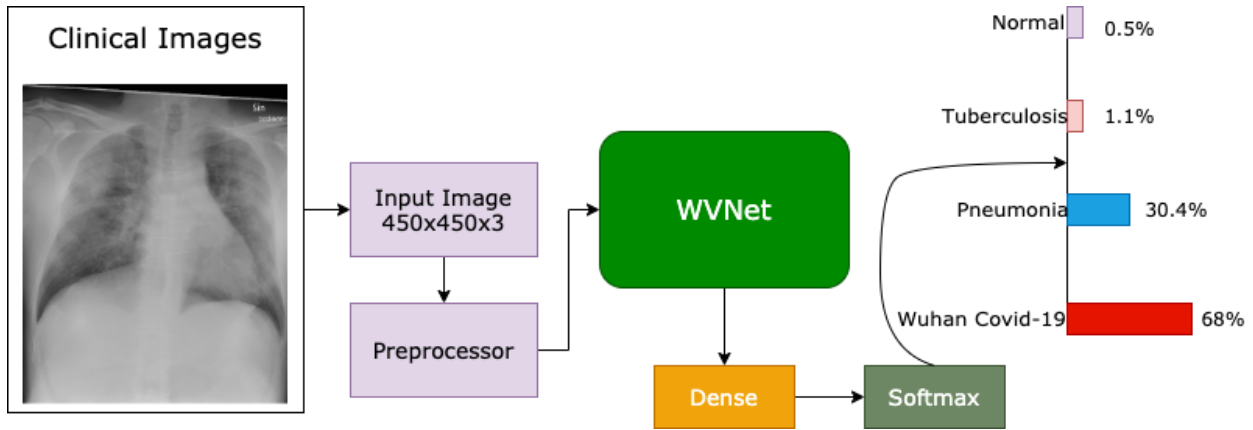 Clinical Images
Sin
Input Image
450x450x3
Preprocessor
WVNet
Dense
Softmax
Normal 0.5%
Tuberculosis 1.1%
Pneumonia 30.4%
Wuhan Covid-19 68%